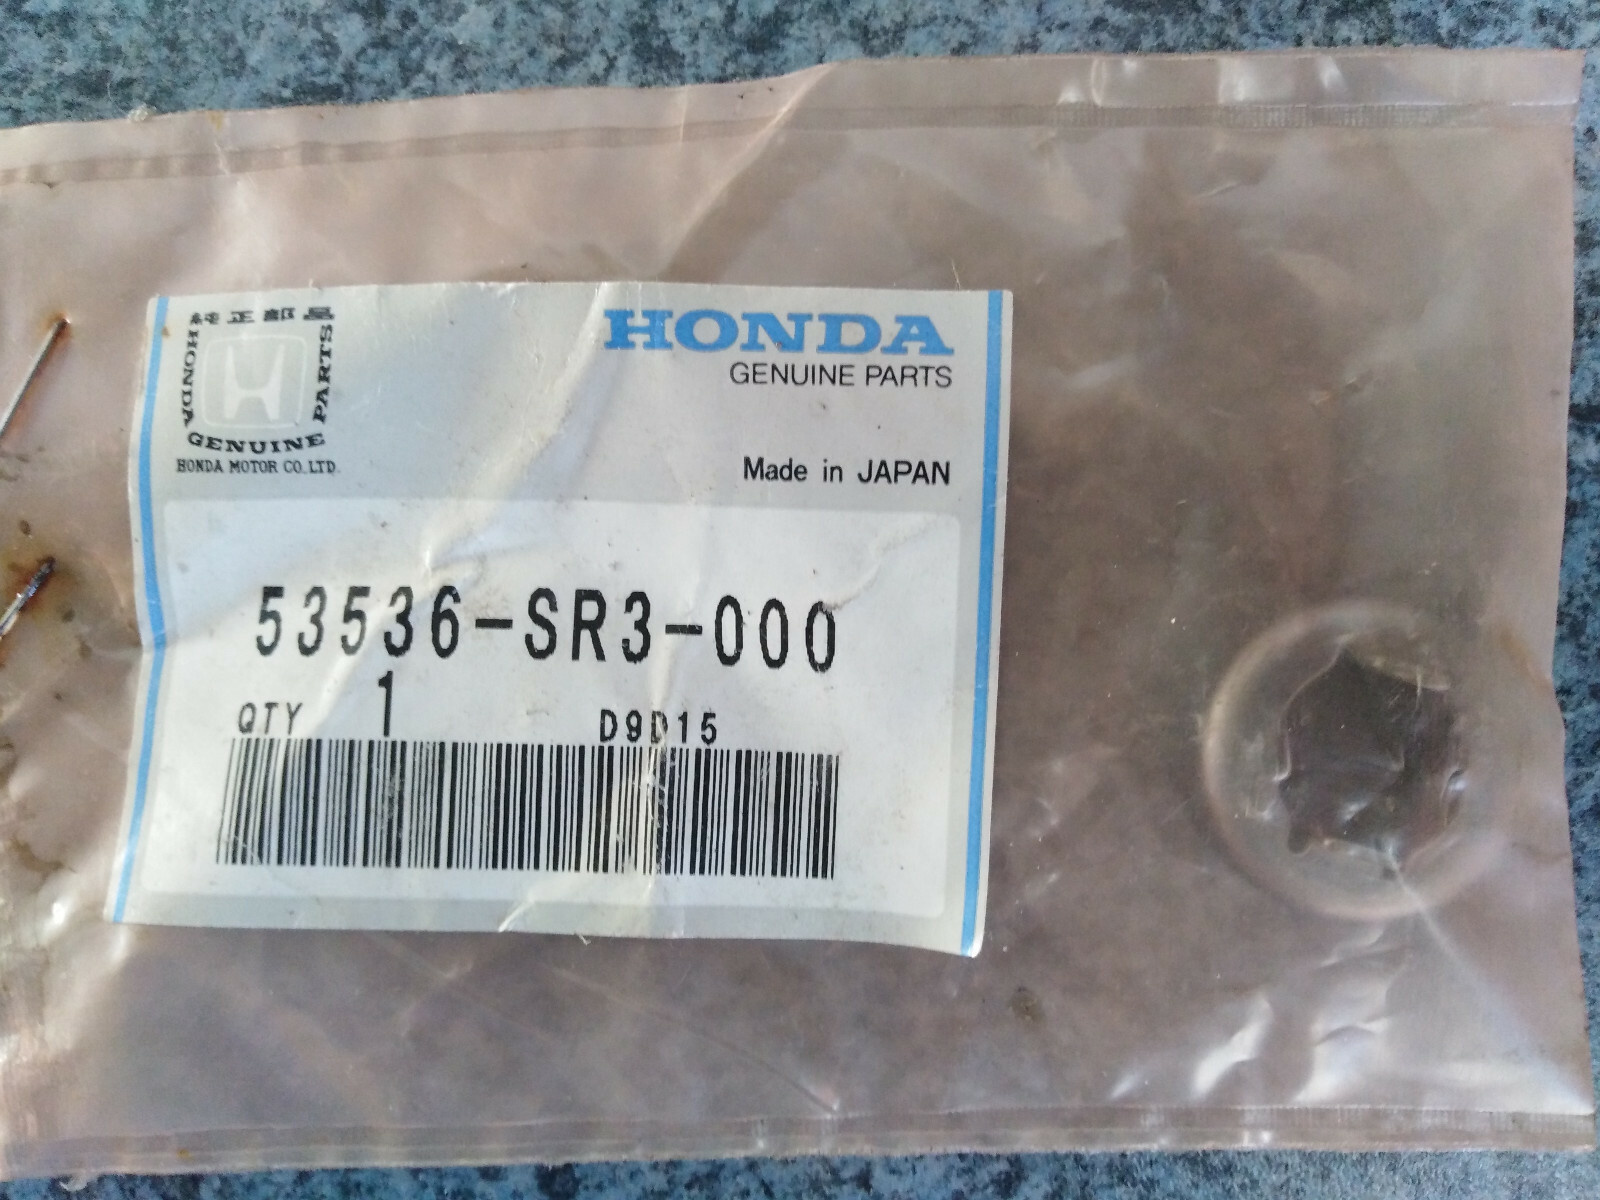 純正部品
HONDA
GENUINE
PARTS
HONDA MOTOR CO.,LTD.
HONDA
GENUINE PARTS
Made in JAPAN
53536-SR3-000
QTY 1 D9D15